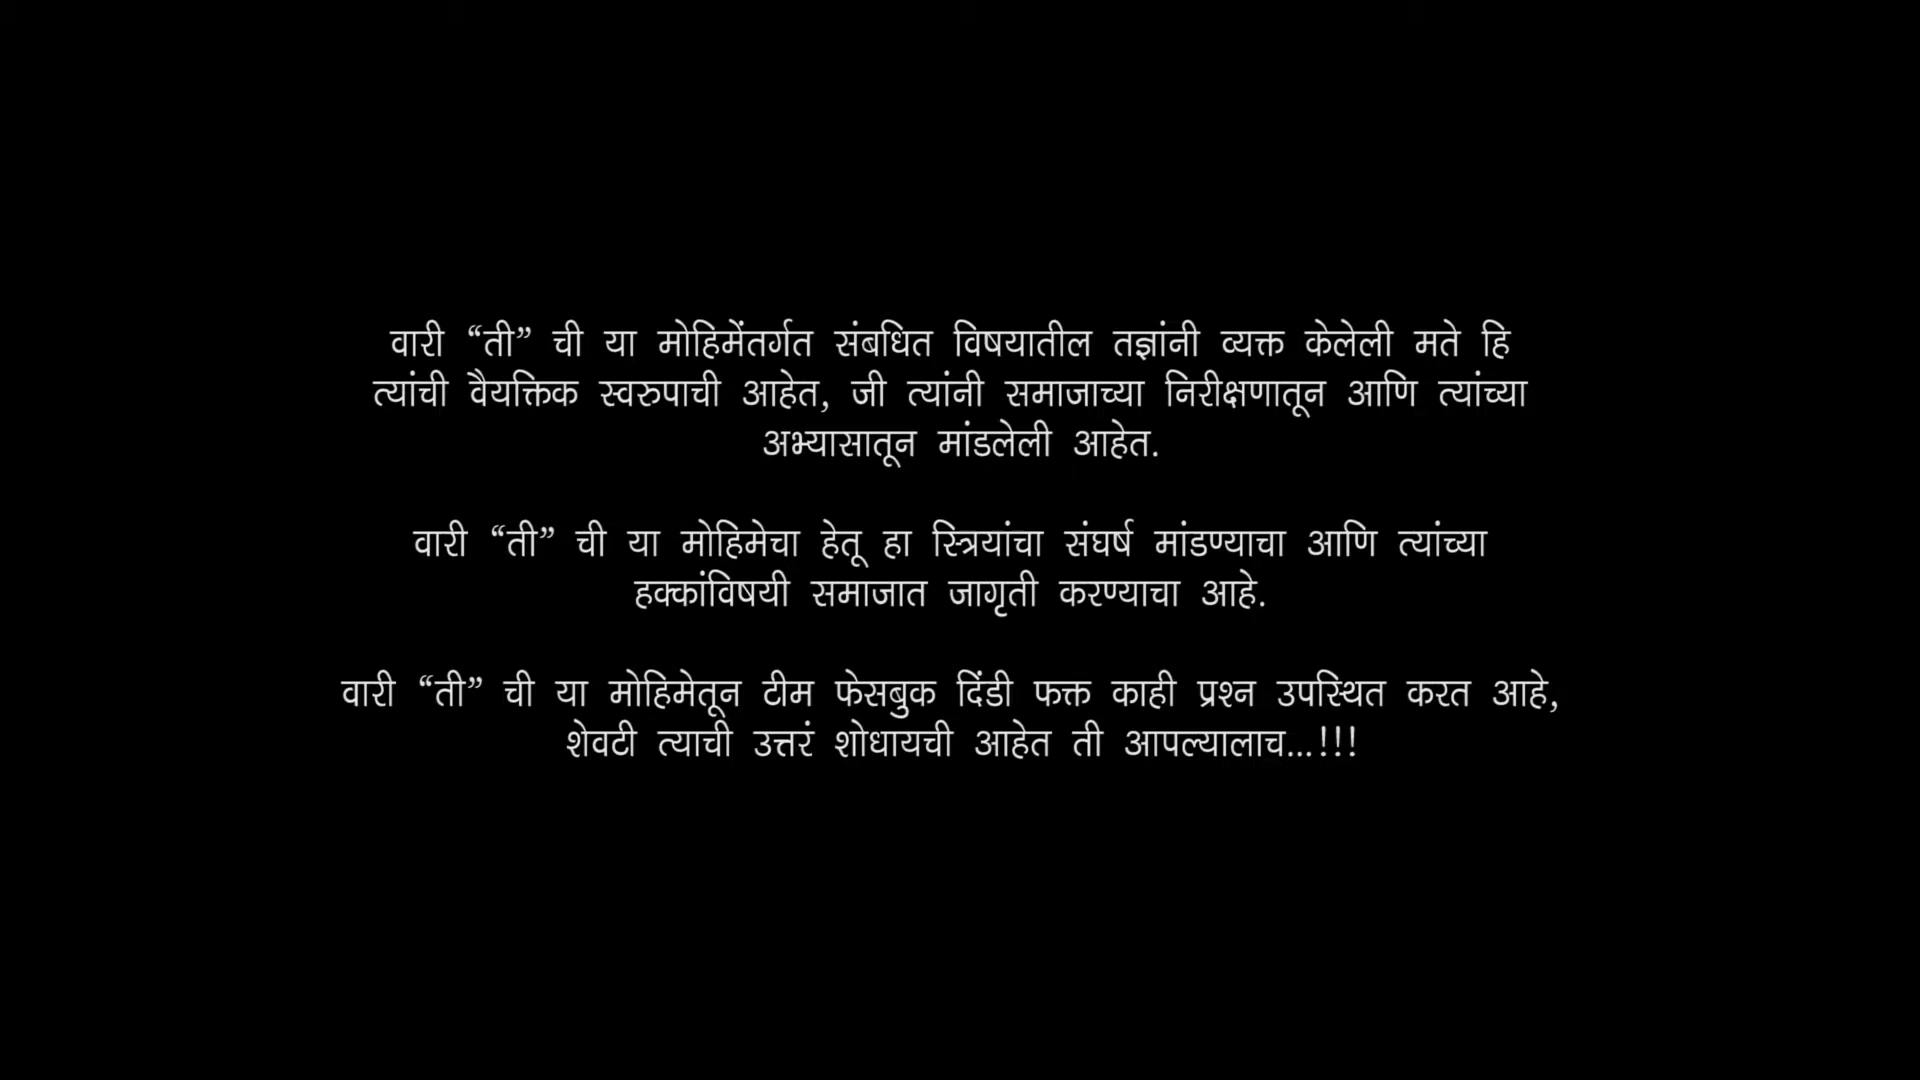 वारी “ती” ची या मोहिमेंतर्गत संबधित विषयातील तज्ञांनी व्यक्त केलेली मते हि
त्यांची वैयक्तिक स्वरुपाची आहेत, जी त्यांनी समाजाच्या निरीक्षणातून आणि त्यांच्या
अभ्यासातून मांडलेली आहेत.
वारी “ती” ची या मोहिमेचा हेतू हा स्त्रियांचा संघर्ष मांडण्याचा आणि त्यांच्या
हक्कांविषयी समाजात जागृती करण्याचा आहे.
वारी “ती” ची या मोहिमेतून टीम फेसबुक दिंडी फक्त काही प्रश्न उपस्थित करत आहे,
शेवटी त्याची उत्तरं शोधायची आहेत ती आपल्यालाच...!!!